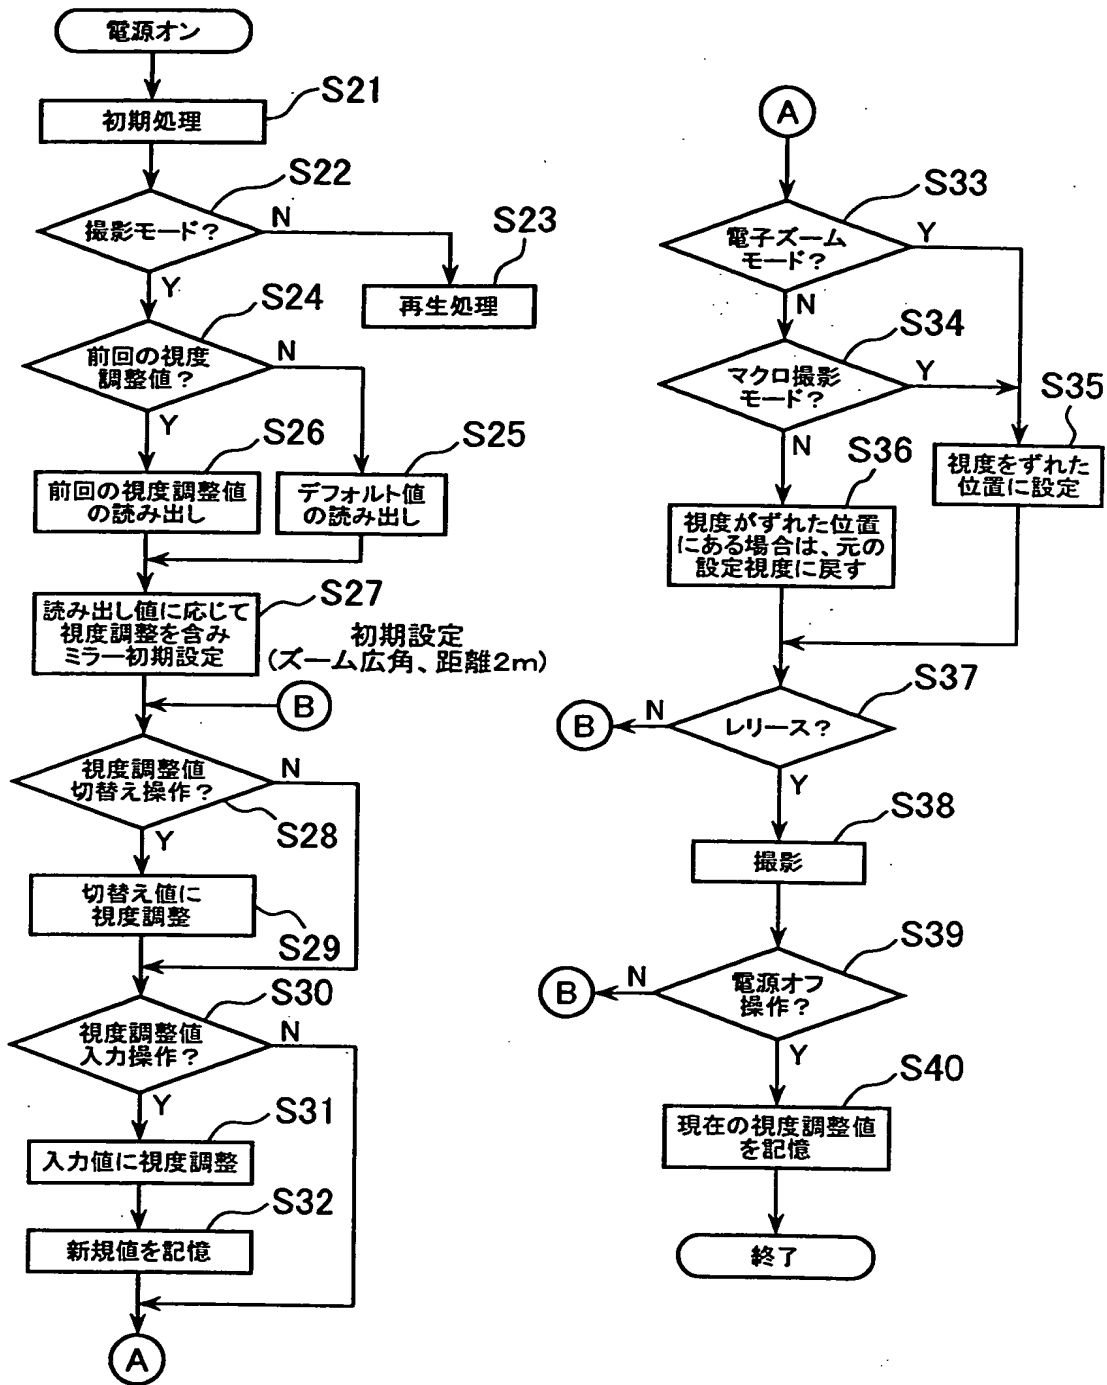 電源オン
S21
初期処理
S22
撮影モード?
N
Y
S23
再生処理
S24
前回の視度
調整値?
N
Y
S26
前回の視度調整値
の読み出し
S25
デフォルト値
の読み出し
S27
読み出し値に応じて
視度調整を含み
ミラー初期設定
初期設定
(ズーム広角、距離2m)
B
視度調整値
切替え操作?
N
S28
Y
切替え値に
視度調整
S29
S30
視度調整値
入力操作?
N
Y
S31
入力値に視度調整
S32
新規値を記憶
A
A
S33
電子ズーム
モード?
Y
N
S34
マクロ撮影
モード?
Y
N
S35
視度をずれた
位置に設定
S36
視度がずれた位置
にある場合は、元の
設定視度に戻す
S37
レリース?
N
B
Y
S38
撮影
S39
電源オフ
操作?
N
B
Y
S40
現在の視度調整値
を記憶
終了